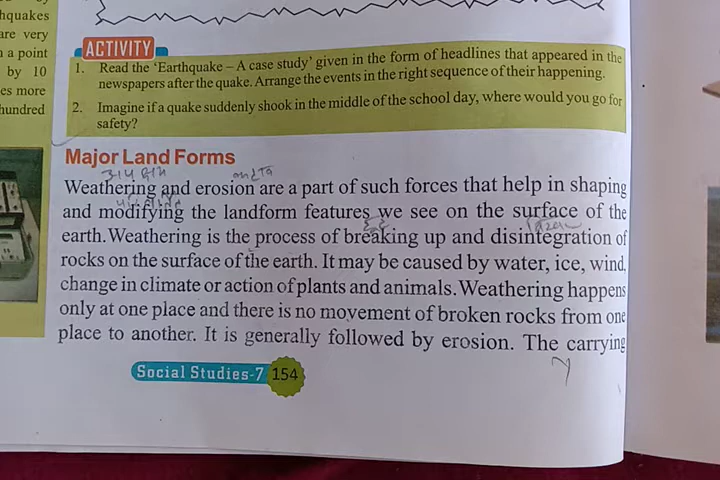 hquakes
are very
a point
by 10
es more
hundred
ACTIVITY
1. Read the ‘Earthquake – A case study’ given in the form of headlines that appeared in the
newspapers after the quake. Arrange the events in the right sequence of their happening.
2. Imagine if a quake suddenly shook in the middle of the school day, where would you go for
safety?
Major Land Forms
Weathering and erosion are a part of such forces that help in shaping
and modifying the landform features we see on the surface of the
earth. Weathering is the process of breaking up and disintegration of
rocks on the surface of the earth. It may be caused by water, ice, wind,
change in climate or action of plants and animals. Weathering happens
only at one place and there is no movement of broken rocks from one
place to another. It is generally followed by erosion. The carrying
Social Studies-7 154